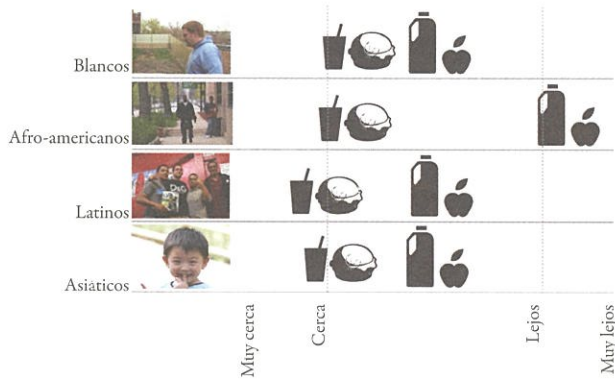 Blancos
Afro-americanos
Latinos
Asiáticos
Muy cerca
Cerca
Lejos
Muy lejos